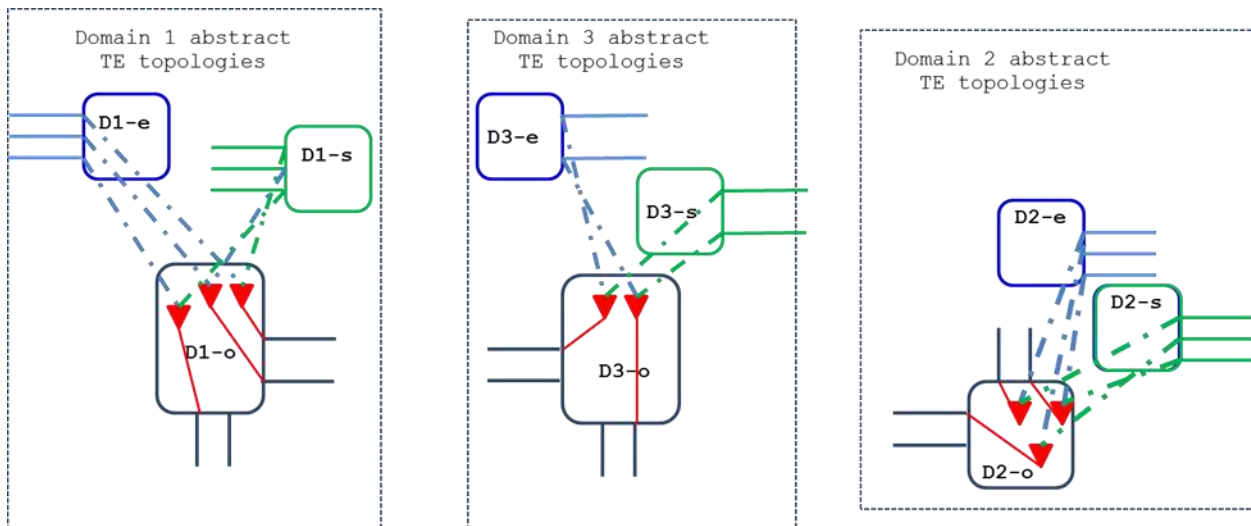 Domain 1 abstract
TE topologies
D1-e
D1-s
D1-o
Domain 3 abstract
TE topologies
D3-e
D3-s
D3-o
Domain 2 abstract
TE topologies
D2-e
D2-s
D2-o